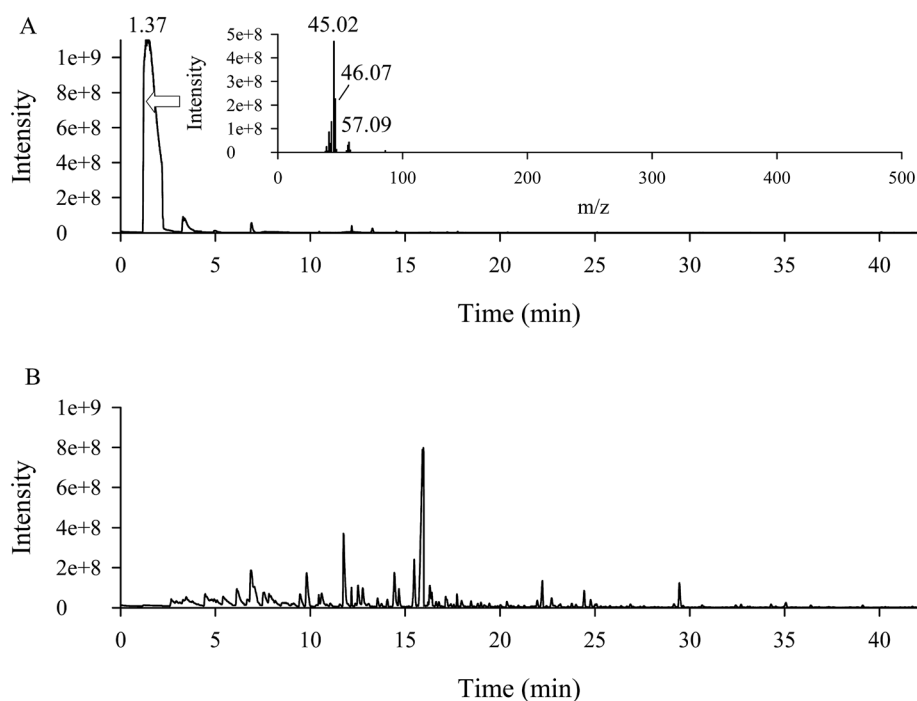 A
1.37
45.02
46.07
57.09
Intensity
1e+9
8e+8
6e+8
4e+8
2e+8
0
Intensity
5e+8
4e+8
3e+8
2e+8
1e+8
0
0 100 200 300 400 500
m/z
0 5 10 15 20 25 30 35 40
Time (min)
B
Intensity
1e+9
8e+8
6e+8
4e+8
2e+8
0
0 5 10 15 20 25 30 35 40
Time (min)